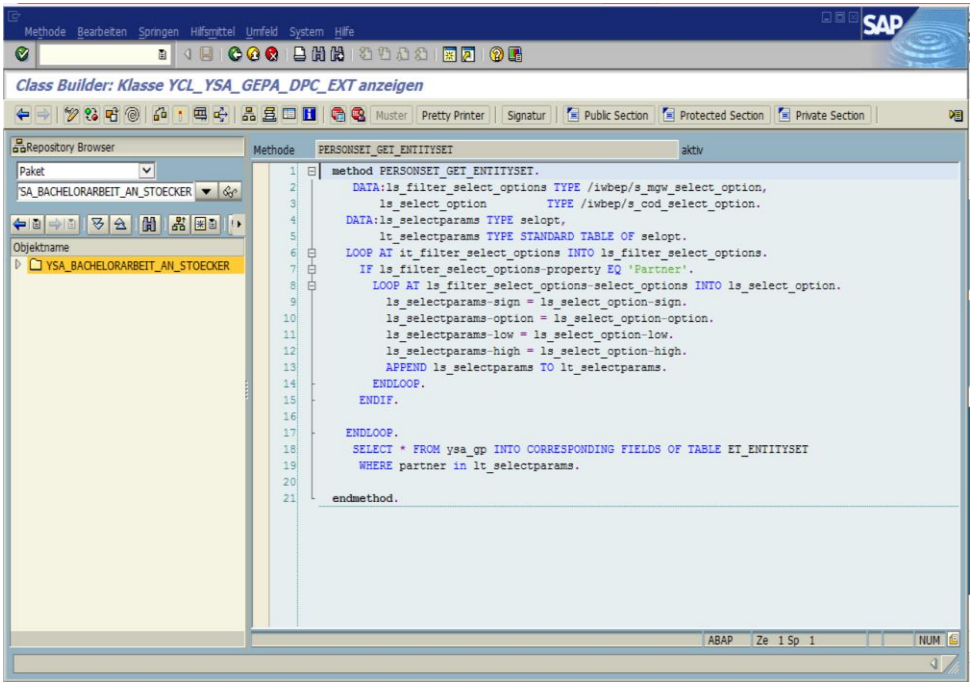 Methode Bearbeiten Springen Hilfsmittel Umfeld System Hilfe
SAP
Class Builder: Klasse YCL_YSA_GEPA_DPC_EXT anzeigen
Muster Pretty Printer Signatur Public Section Protected Section Private Section
Repository Browser
Paket
'SA_BACHELORARBEIT_AN_STOECKER
Objektname
YSA_BACHELORARBEIT_AN_STOECKER
Methode PERSONSET_GET_ENTITYSET aktiv
1 method PERSONSET_GET_ENTITYSET.
2 DATA:ls_filter_select_options TYPE /iwbep/s_mgw_select_option,
3 ls_select_option TYPE /iwbep/s_cod_select_option.
4 DATA:ls_selectparams TYPE selopt,
5 lt_selectparams TYPE STANDARD TABLE OF selopt.
6 LOOP AT it_filter_select_options INTO ls_filter_select_options.
7 IF ls_filter_select_options-property EQ 'Partner'.
8 LOOP AT ls_filter_select_options-select_options INTO ls_select_option.
9 ls_selectparams-sign = ls_select_option-sign.
10 ls_selectparams-option = ls_select_option-option.
11 ls_selectparams-low = ls_select_option-low.
12 ls_selectparams-high = ls_select_option-high.
13 APPEND ls_selectparams TO lt_selectparams.
14 ENDLOOP.
15 ENDIF.
16
17 ENDLOOP.
18 SELECT * FROM ysa_gp INTO CORRESPONDING FIELDS OF TABLE ET_ENTITYSET
19 WHERE partner in lt_selectparams.
20
21 endmethod.
ABAP Ze 1 Sp 1 NUM